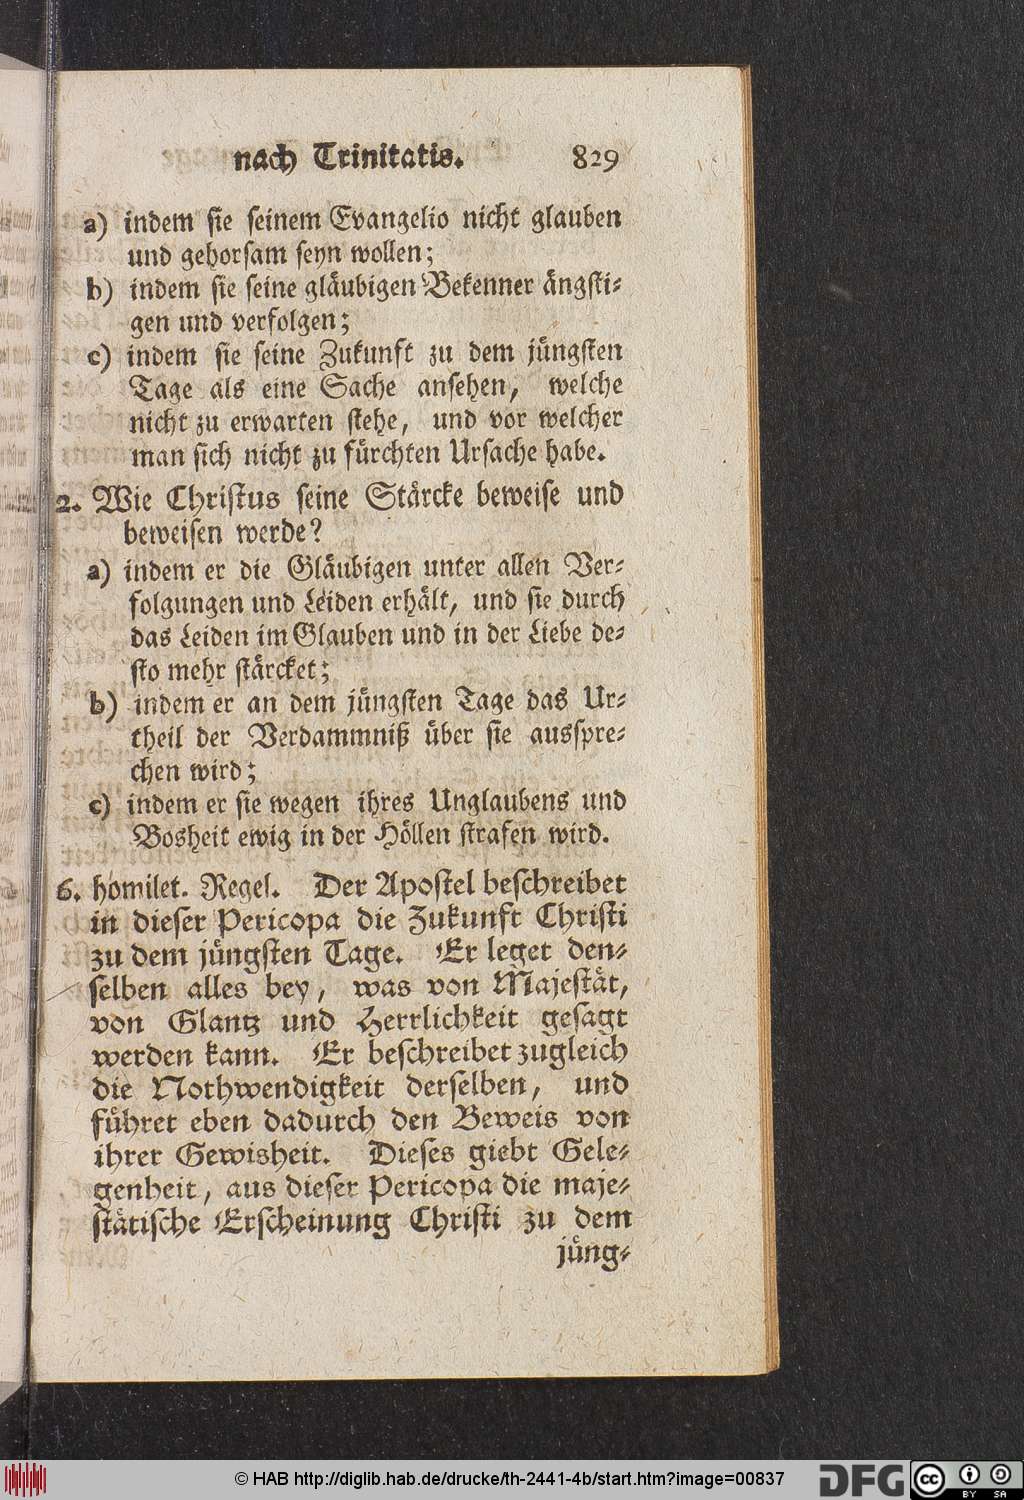 nach Trinitatis. 829
a) indem sie seinem Evangelio nicht glauben
und gehorsam seyn wollen;
b) indem sie seine gläubigen Bekenner ängsti-
gen und verfolgen;
c) indem sie seine Zukunft zu dem jüngsten
Tage als eine Sache ansehen, welche
nicht zu erwarten stehe, und vor welcher
man sich nicht zu fürchten Ursache habe.
2. Wie Christus seine Stärcke beweise und
beweisen werde?
a) indem er die Gläubigen unter allen Ver-
folgungen und Leiden erhält, und sie durch
das Leiden im Glauben und in der Liebe de-
sto mehr stärcket;
b) indem er an dem jüngsten Tage das Ur-
theil der Verdammniß über sie ausspre-
chen wird;
c) indem er sie wegen ihres Unglaubens und
Bosheit ewig in der Höllen strafen wird.
6. homilet. Regel. Der Apostel beschreibet
in dieser Pericopa die Zukunft Christi
zu dem jüngsten Tage. Er leget den-
selben alles bey, was von Majestät,
von Glantz und Herrlichkeit gesagt
werden kann. Er beschreibet zugleich
die Nothwendigkeit derselben, und
führet eben dadurch den Beweis von
ihrer Gewisheit. Dieses giebt Gele-
genheit, aus dieser Pericopa die maje-
stätische Erscheinung Christi zu dem
jüng-
© HAB http://diglib.hab.de/drucke/th-2441-4b/start.htm?image=00837
DFG
cc BY SA